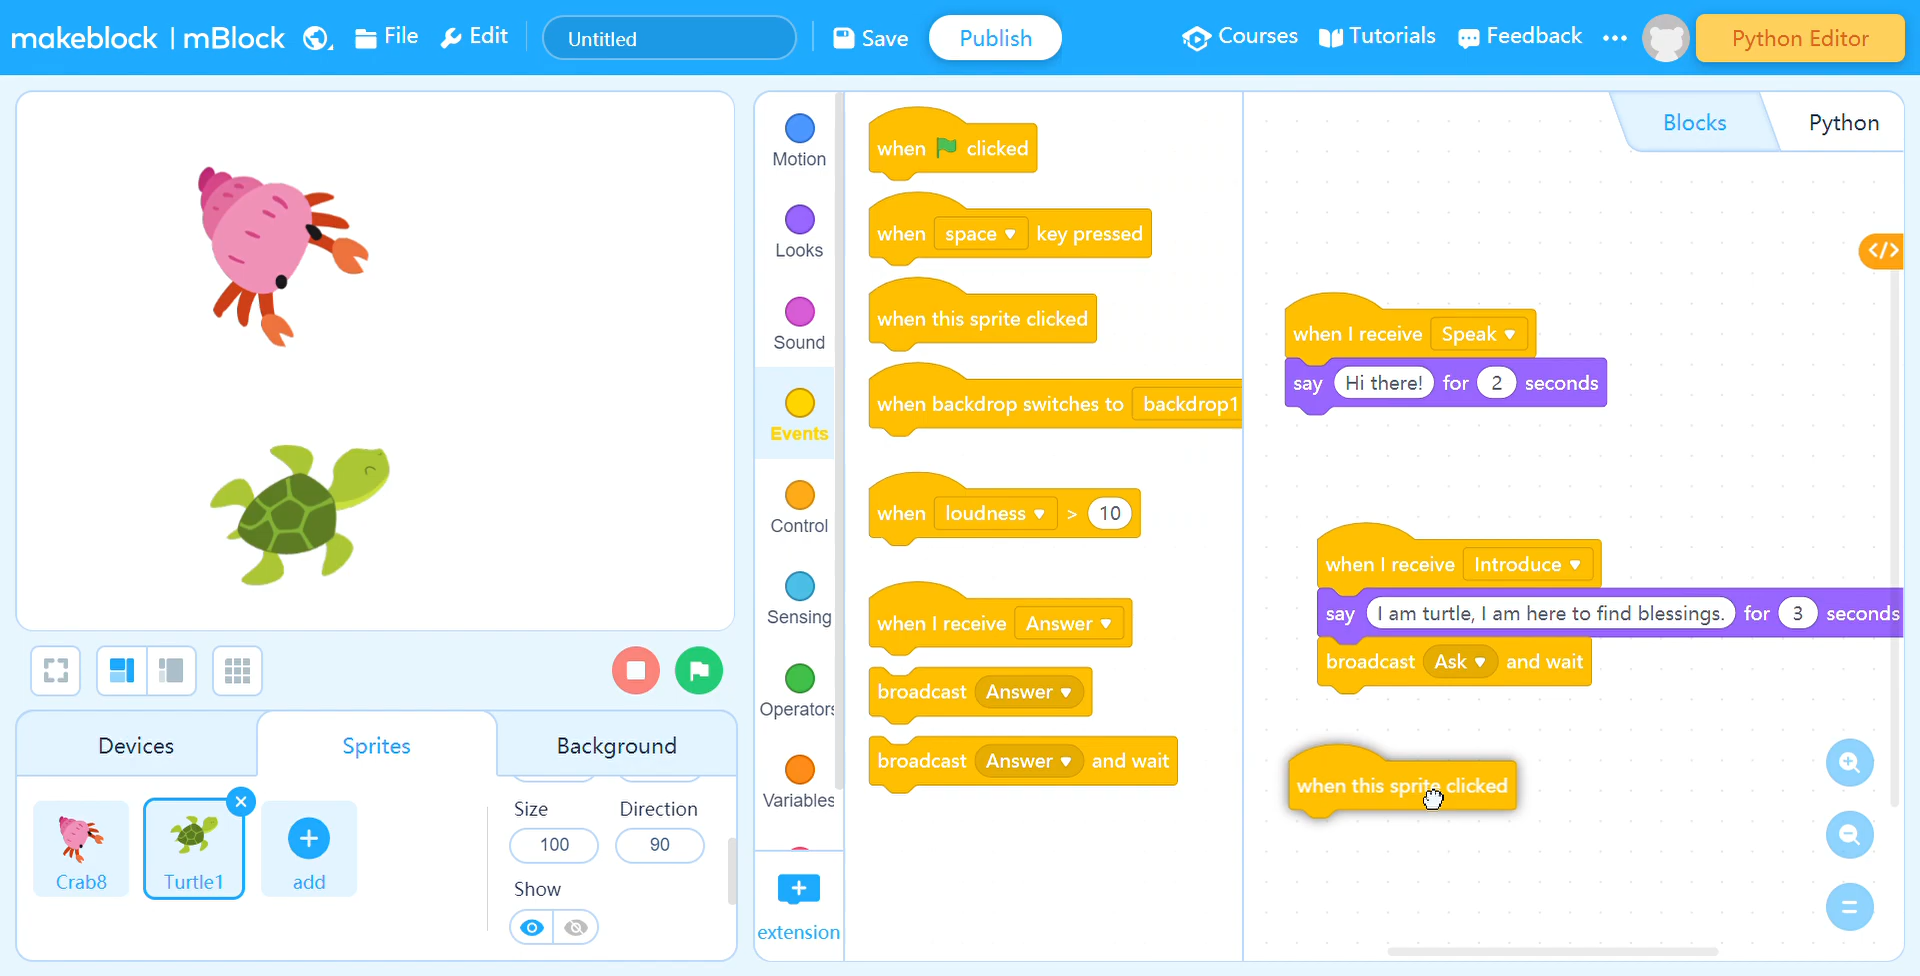 makeblock | mBlock File Edit Untitled Save Publish Courses Tutorials Feedback Python Editor
Motion
Looks
Sound
Events
Control
Sensing
Operators
Variables
extension
when clicked
when space key pressed
when this sprite clicked
when backdrop switches to backdrop1
when loudness > 10
when I receive Answer
broadcast Answer
broadcast Answer and wait
Blocks Python
</>
when I receive Speak
say Hi there! for 2 seconds
when I receive Introduce
say I am turtle, I am here to find blessings. for 3 seconds
broadcast Ask and wait
when this sprite clicked
Devices Sprites Background
Crab8 Turtle1 add
Size Direction
100 90
Show